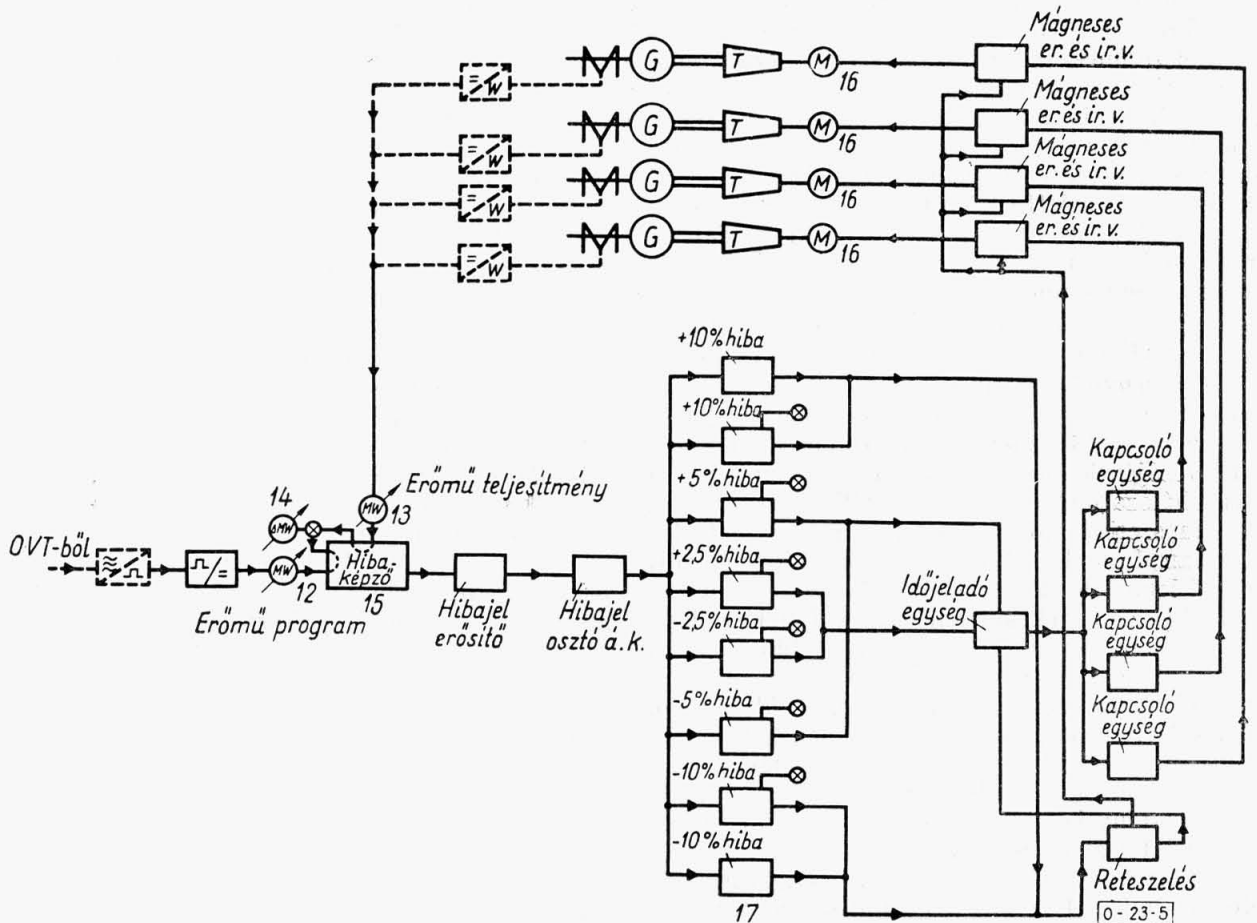 G
T
M
16
Mágneses
er. és ir. v.
=/W
G
T
M
16
Mágneses
er. és ir. v.
=/W
G
T
M
16
Mágneses
er. és ir. v.
=/W
G
T
M
16
Mágneses
er. és ir. v.
=/W
+10% hiba
+10% hiba
+5% hiba
+2,5% hiba
-2,5% hiba
-5% hiba
-10% hiba
-10% hiba
17
Erőmű teljesítmény
MW
13
14
ΔMW
OVT-ből
MW
12
Erőmű program
Hiba-
képző
15
Hibajel
erősítő
Hibajel
osztó á.k.
Időjeladó
egység
Kapcsoló
egység
Kapcsoló
egység
Kapcsoló
egység
Kapcsoló
egység
Reteszelés
0-23-5